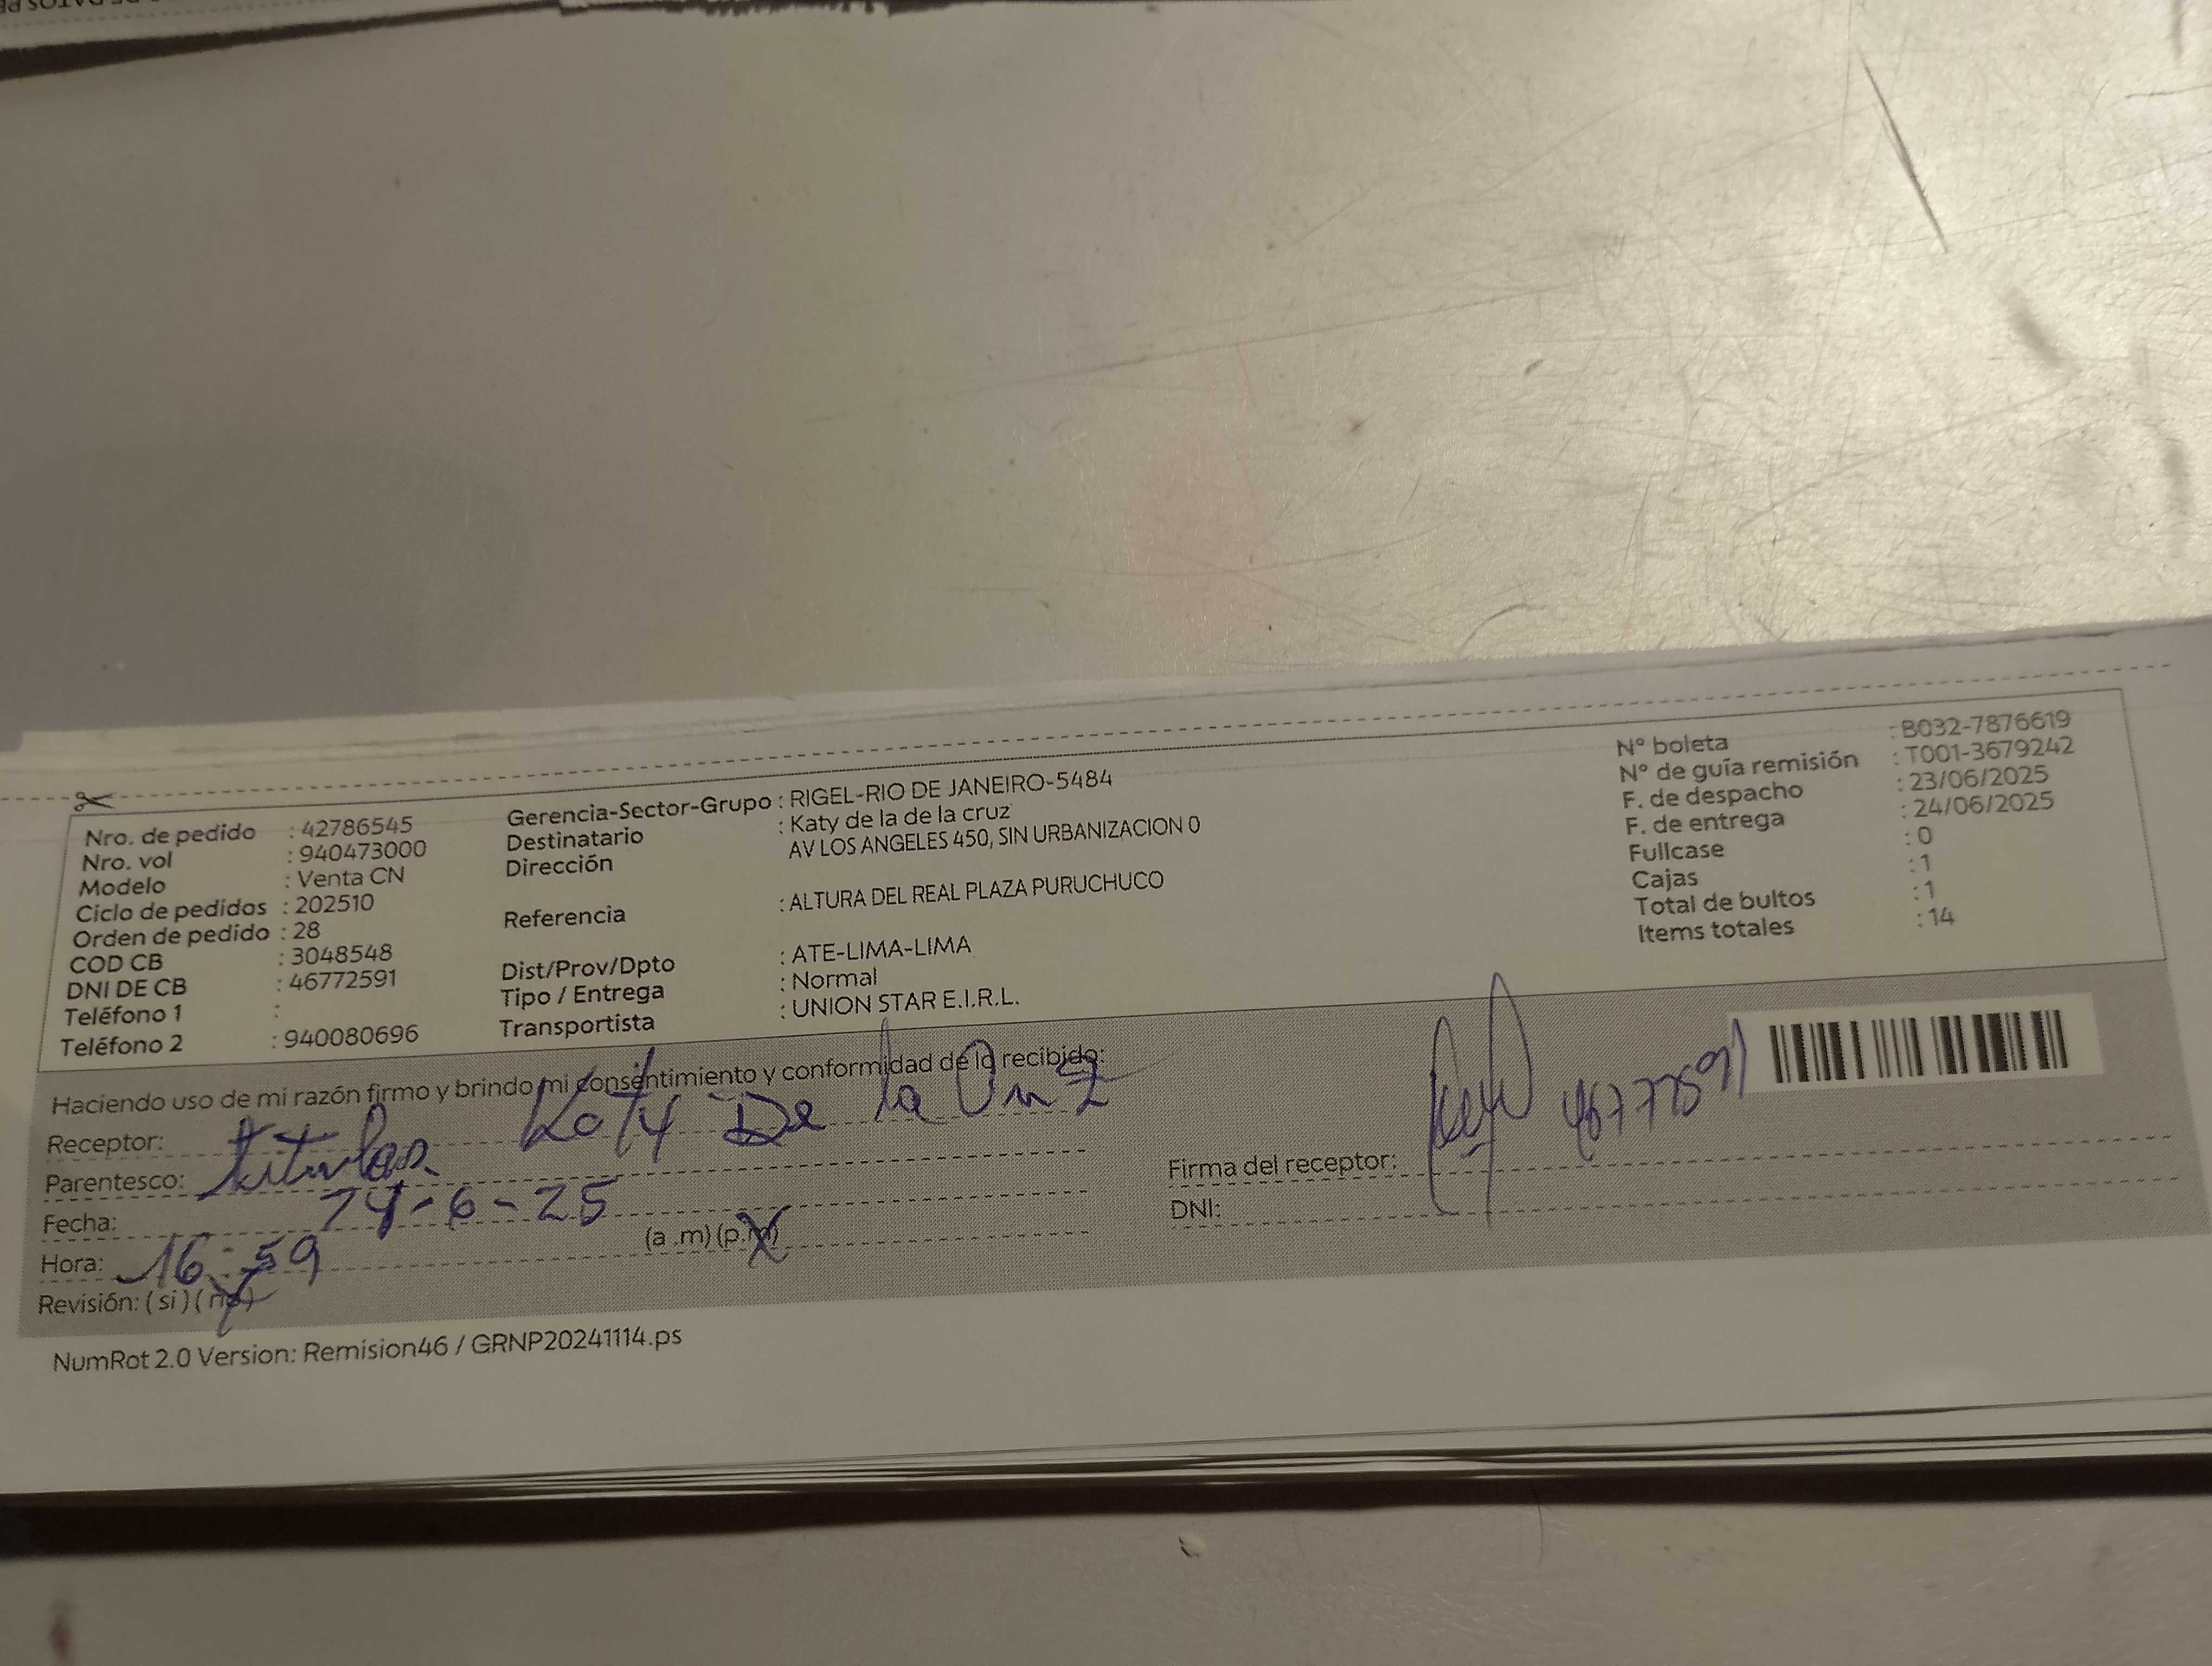 Nro. de pedido : 42786545
Nro. vol : 940473000
Modelo : Venta CN
Ciclo de pedidos : 202510
Orden de pedido : 28
COD CB : 3048548
DNI DE CB : 46772591
Teléfono 1 :
Teléfono 2 : 940080696
Gerencia-Sector-Grupo : RIGEL-RIO DE JANEIRO-5484
Destinatario : Katy de la de la cruz
Dirección AV LOS ANGELES 450, SIN URBANIZACION 0
Referencia : ALTURA DEL REAL PLAZA PURUCHUCO
Dist/Prov/Dpto : ATE-LIMA-LIMA
Tipo / Entrega : Normal
Transportista : UNION STAR E.I.R.L.
N° boleta : B032-7876619
N° de guía remisión : T001-3679242
F. de despacho : 23/06/2025
F. de entrega : 24/06/2025
Fullcase : 0
Cajas : 1
Total de bultos : 1
Items totales : 14
Haciendo uso de mi razón firmo y brindo mi consentimiento y conformidad de lo recibido:
Receptor: Katy De la Cruz
Parentesco: titular
Fecha: 24-6-25
Hora: 16:59 (a .m) (p.m)
Revisión: ( si ) ( no )
Firma del receptor:
DNI: 46772591
NumRot 2.0 Version: Remision46 / GRNP20241114.ps